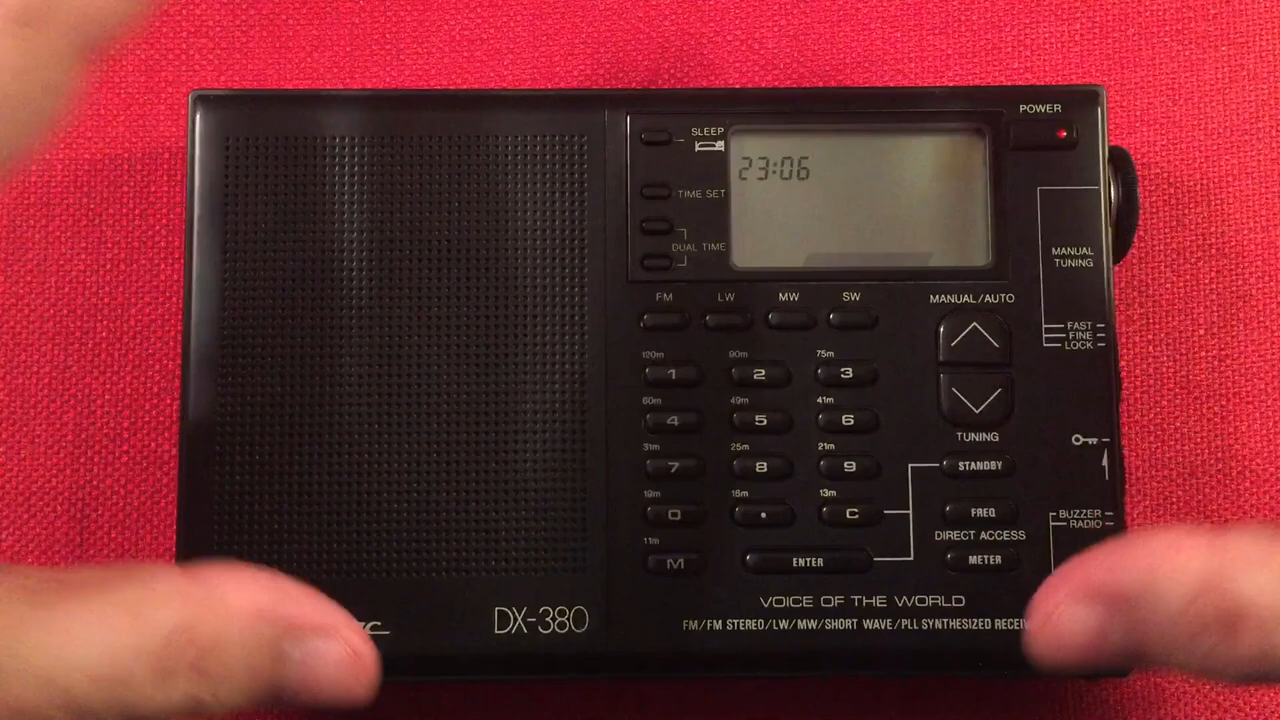 POWER
SLEEP
23:06
TIME SET
DUAL TIME
MANUAL
TUNING
FM LW MW SW
MANUAL/AUTO
FAST
FINE
LOCK
120m 90m 75m
1 2 3
60m 49m 41m
4 5 6
TUNING
31m 25m 21m
7 8 9
STANDBY
19m 16m 13m
0 . C
FREQ
BUZZER
RADIO
DIRECT ACCESS
11m
M ENTER METER
VOICE OF THE WORLD
DX-380
FM/FM STEREO/LW/MW/SHORT WAVE/PLL SYNTHESIZED